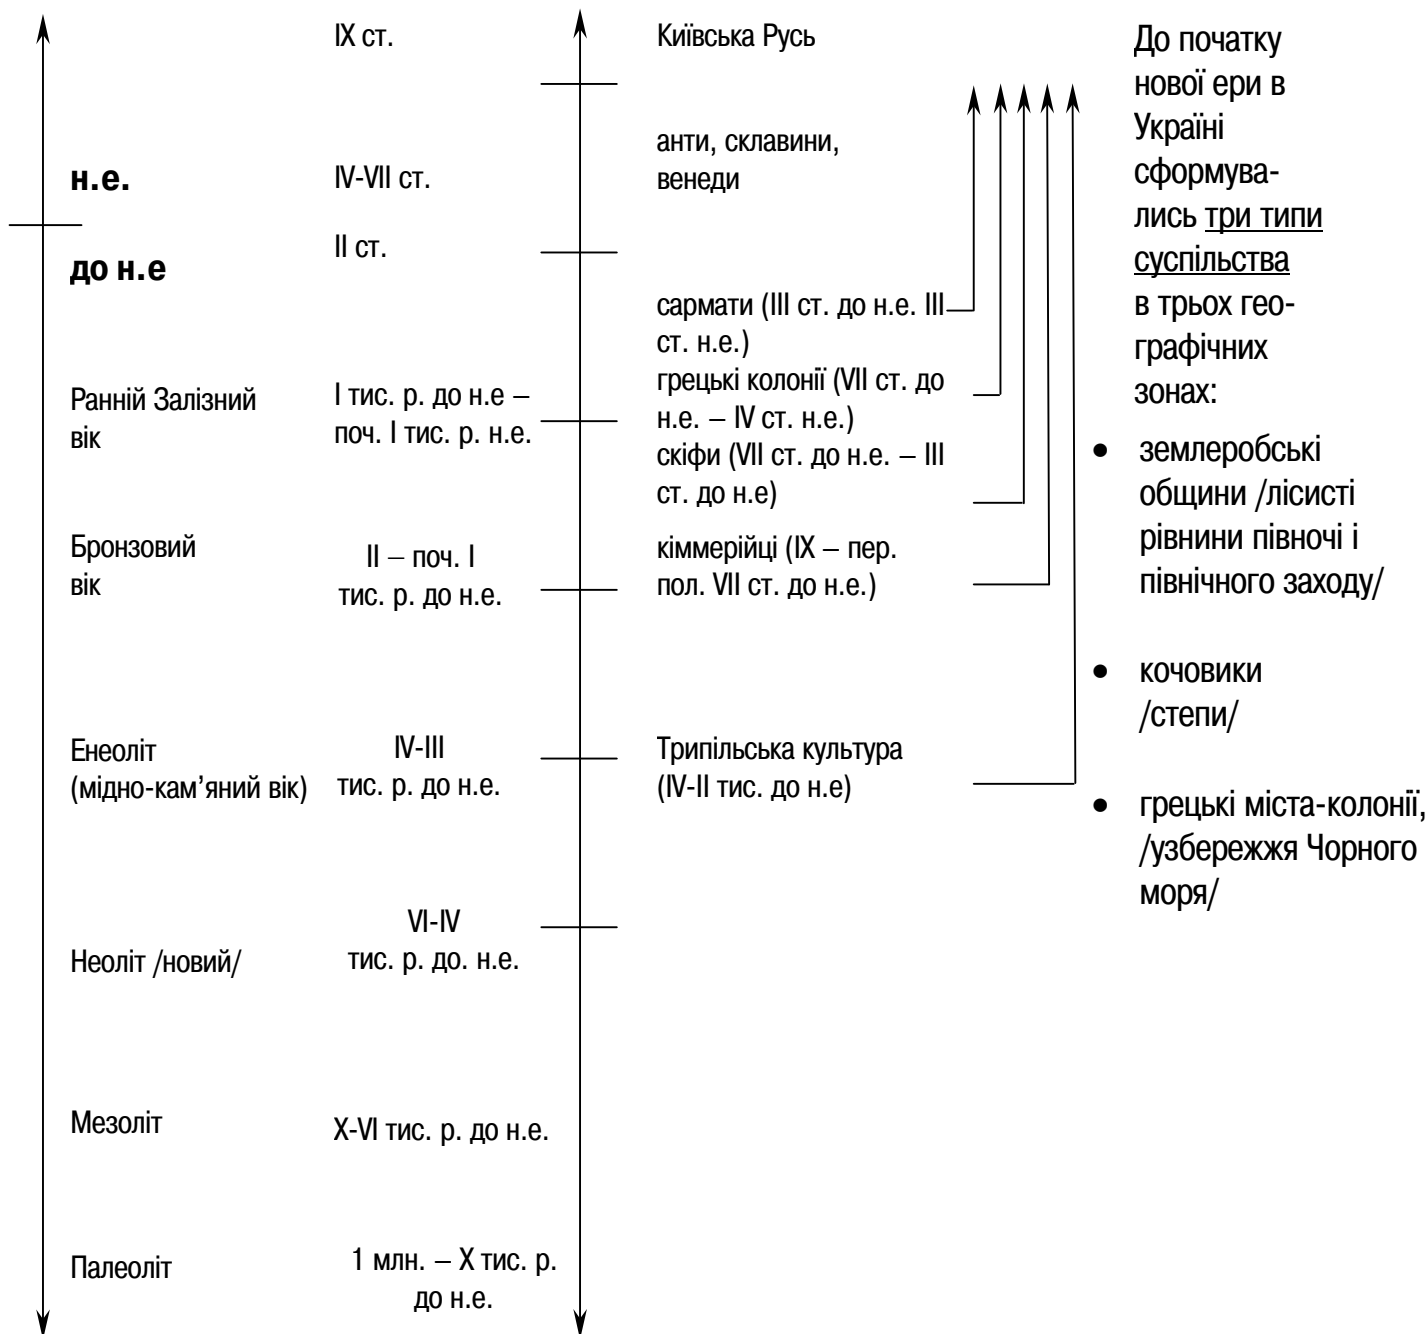 IX ст.
Київська Русь
н.е.
IV-VII ст.
анти, склавини,
венеди
до н.е
II ст.
сармати (III ст. до н.е. III
ст. н.е.)
Ранній Залізний
вік
I тис. р. до н.е –
поч. I тис. р. н.е.
грецькі колонії (VII ст. до
н.е. – IV ст. н.е.)
скіфи (VII ст. до н.е. – III
ст. до н.е)
Бронзовий
вік
II – поч. I
тис. р. до н.е.
кіммерійці (IX – пер.
пол. VII ст. до н.е.)
Енеоліт
(мідно-кам’яний вік)
IV-III
тис. р. до н.е.
Трипільська культура
(IV-II тис. до н.е)
Неоліт /новий/
VI-IV
тис. р. до. н.е.
Мезоліт
X-VI тис. р. до н.е.
Палеоліт
1 млн. – X тис. р.
до н.е.
До початку
нової ери в
Україні
сформува-
лись три типи
суспільства
в трьох гео-
графічних
зонах:
• землеробські
общини /лісисті
рівнини півночі і
північного заходу/
• кочовики
/степи/
• грецькі міста-колонії,
/узбережжя Чорного
моря/